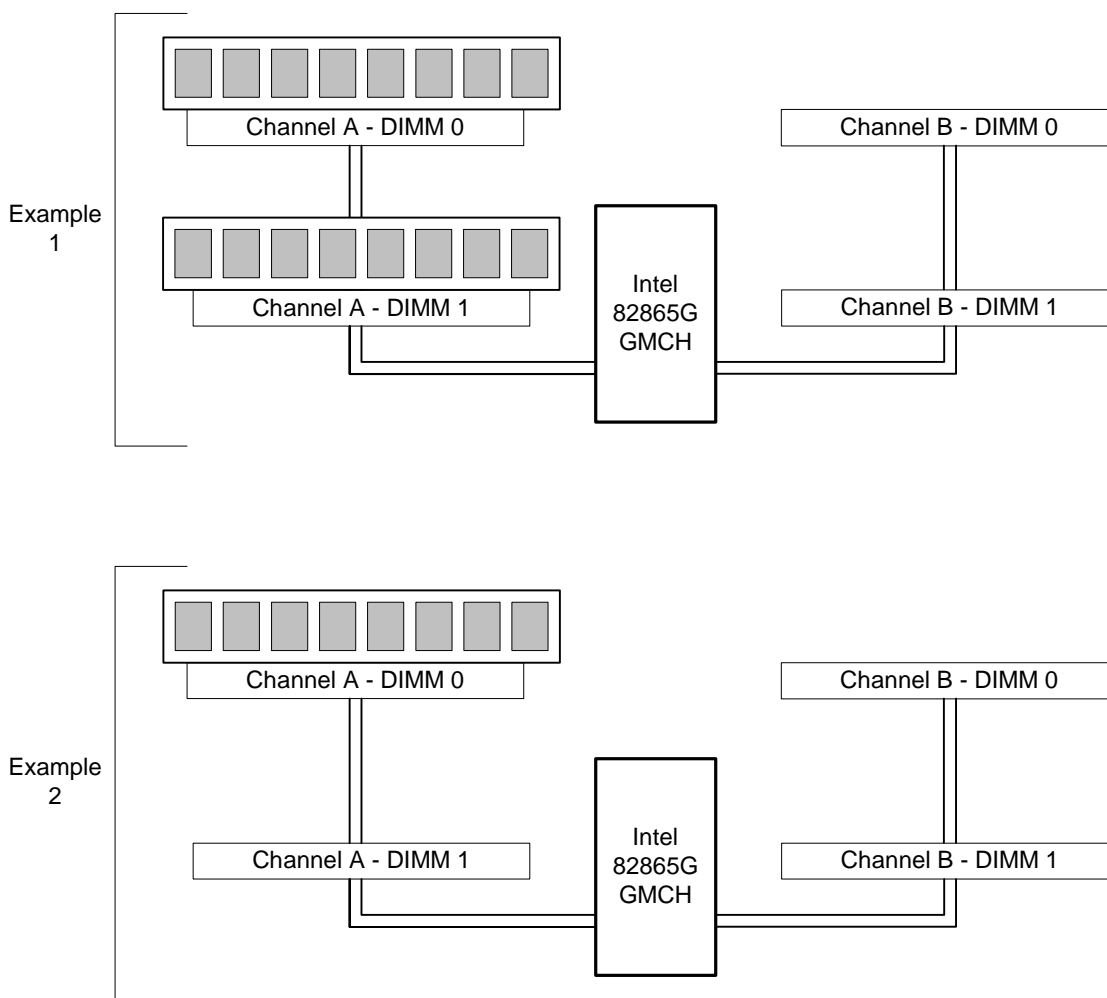 Channel A - DIMM 0
Channel B - DIMM 0
Example
1
Channel A - DIMM 1
Intel
82865G
GMCH
Channel B - DIMM 1
Channel A - DIMM 0
Channel B - DIMM 0
Example
2
Channel A - DIMM 1
Intel
82865G
GMCH
Channel B - DIMM 1